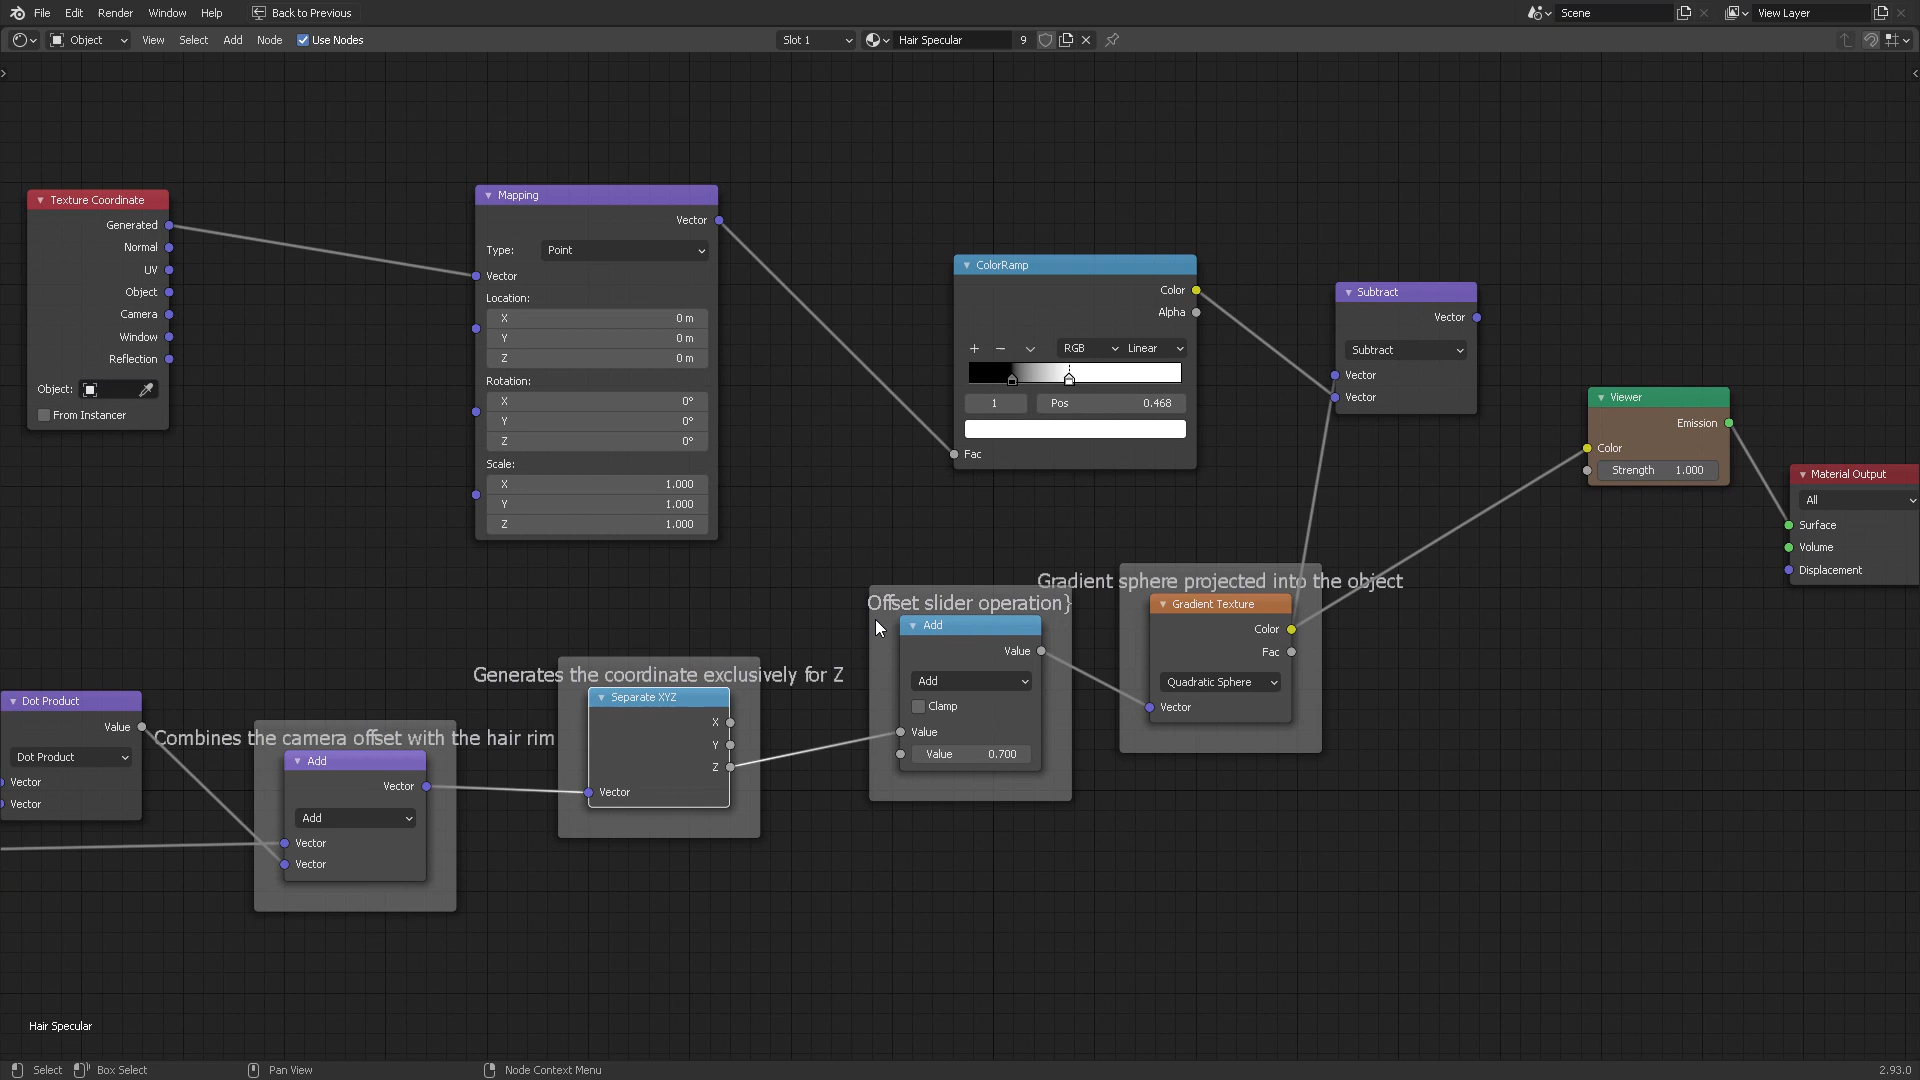 File Edit Render Window Help Back to Previous Scene View Layer
Object View Select Add Node Use Nodes Slot 1 Hair Specular 9
Texture Coordinate
Generated
Normal
UV
Object
Camera
Window
Reflection
Object:
From Instancer
Mapping
Vector
Type: Point
Vector
Location:
X 0 m
Y 0 m
Z 0 m
Rotation:
X 0°
Y 0°
Z 0°
Scale:
X 1.000
Y 1.000
Z 1.000
ColorRamp
Color
Alpha
RGB Linear
1 Pos 0.468
Fac
Subtract
Vector
Subtract
Vector
Vector
Viewer
Emission
Color
Strength 1.000
Material Output
All
Surface
Volume
Displacement
Gradient sphere projected into the object
Gradient Texture
Color
Fac
Quadratic Sphere
Vector
Offset slider operation}
Add
Value
Add
Clamp
Value
Value 0.700
Generates the coordinate exclusively for Z
Separate XYZ
X
Y
Z
Vector
Combines the camera offset with the hair rim
Add
Vector
Add
Vector
Vector
Dot Product
Value
Dot Product
Vector
Vector
Hair Specular
Select Box Select Pan View Node Context Menu 2.93.0